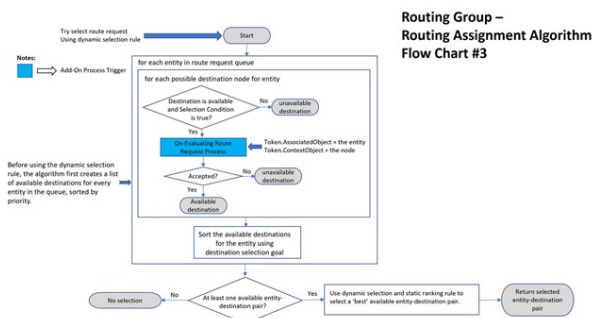 Routing Group –
Routing Assignment Algorithm
Flow Chart #3
Try select route request
Using dynamic selection rule
Start
Notes:
Add-On Process Trigger
for each entity in route request queue
for each possible destination node for entity
Destination is available
and Selection Condition
is true?
No
unavailable
destination
Yes
On Evaluating Route
Request Process
Token.AssociatedObject = the entity
Token.ContextObject = the node
Before using the dynamic selection
rule, the algorithm first creates a list
of available destinations for every
entity in the queue, sorted by
priority.
Accepted?
No
unavailable
destination
Yes
Available
destination
Sort the available destinations
for the entity using
destination selection goal
No selection
No
At least one available entity-
destination pair?
Yes
Use dynamic selection and static ranking rule to
select a 'best' available entity-destination pair.
Return selected
entity-destination
pair